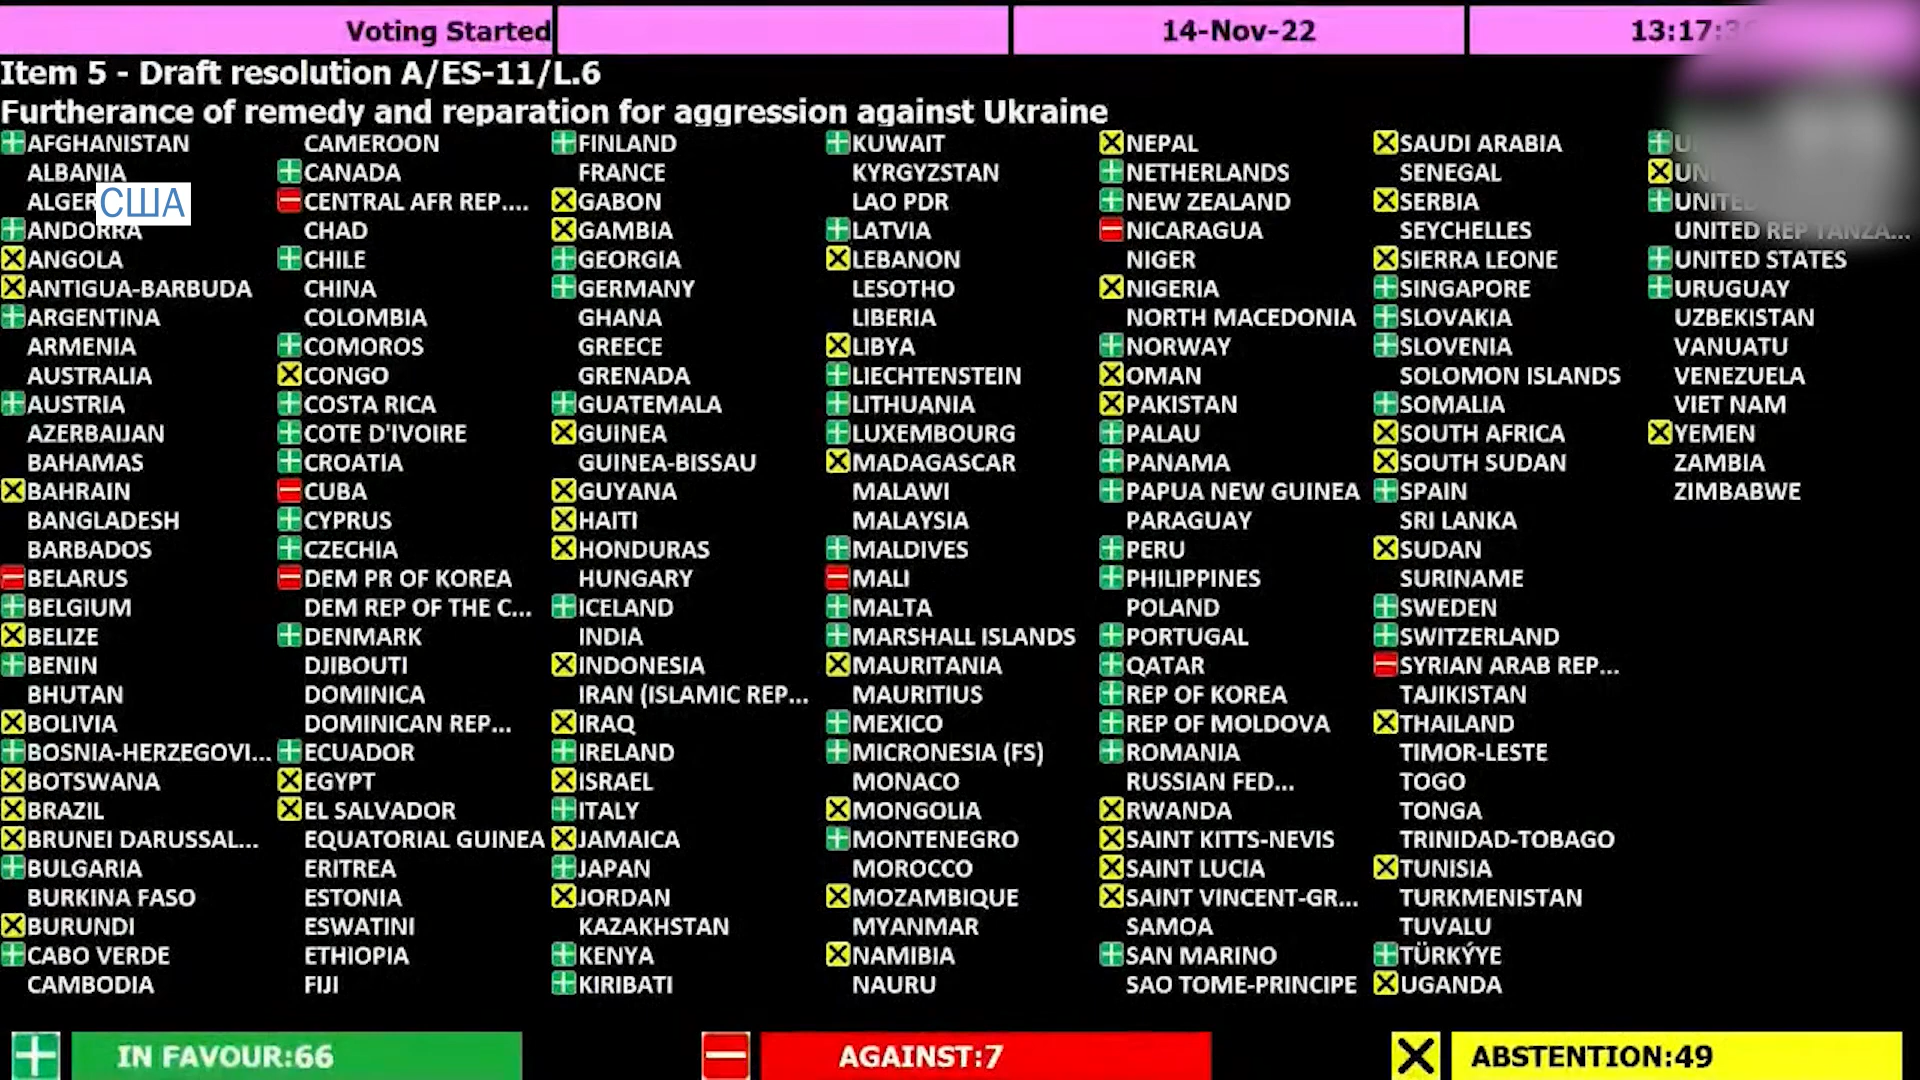 Voting Started 14-Nov-22 13:17:3
Item 5 - Draft resolution A/ES-11/L.6
Furtherance of remedy and reparation for aggression against Ukraine
AFGHANISTAN
ALBANIA
ALGER
США
ANDORRA
ANGOLA
ANTIGUA-BARBUDA
ARGENTINA
ARMENIA
AUSTRALIA
AUSTRIA
AZERBAIJAN
BAHAMAS
BAHRAIN
BANGLADESH
BARBADOS
BELARUS
BELGIUM
BELIZE
BENIN
BHUTAN
BOLIVIA
BOSNIA-HERZEGOVI...
BOTSWANA
BRAZIL
BRUNEI DARUSSAL...
BULGARIA
BURKINA FASO
BURUNDI
CABO VERDE
CAMBODIA
CAMEROON
CANADA
CENTRAL AFR REP....
CHAD
CHILE
CHINA
COLOMBIA
COMOROS
CONGO
COSTA RICA
COTE D'IVOIRE
CROATIA
CUBA
CYPRUS
CZECHIA
DEM PR OF KOREA
DEM REP OF THE C...
DENMARK
DJIBOUTI
DOMINICA
DOMINICAN REP...
ECUADOR
EGYPT
EL SALVADOR
EQUATORIAL GUINEA
ERITREA
ESTONIA
ESWATINI
ETHIOPIA
FIJI
FINLAND
FRANCE
GABON
GAMBIA
GEORGIA
GERMANY
GHANA
GREECE
GRENADA
GUATEMALA
GUINEA
GUINEA-BISSAU
GUYANA
HAITI
HONDURAS
HUNGARY
ICELAND
INDIA
INDONESIA
IRAN (ISLAMIC REP...
IRAQ
IRELAND
ISRAEL
ITALY
JAMAICA
JAPAN
JORDAN
KAZAKHSTAN
KENYA
KIRIBATI
KUWAIT
KYRGYZSTAN
LAO PDR
LATVIA
LEBANON
LESOTHO
LIBERIA
LIBYA
LIECHTENSTEIN
LITHUANIA
LUXEMBOURG
MADAGASCAR
MALAWI
MALAYSIA
MALDIVES
MALI
MALTA
MARSHALL ISLANDS
MAURITANIA
MAURITIUS
MEXICO
MICRONESIA (FS)
MONACO
MONGOLIA
MONTENEGRO
MOROCCO
MOZAMBIQUE
MYANMAR
NAMIBIA
NAURU
NEPAL
NETHERLANDS
NEW ZEALAND
NICARAGUA
NIGER
NIGERIA
NORTH MACEDONIA
NORWAY
OMAN
PAKISTAN
PALAU
PANAMA
PAPUA NEW GUINEA
PARAGUAY
PERU
PHILIPPINES
POLAND
PORTUGAL
QATAR
REP OF KOREA
REP OF MOLDOVA
ROMANIA
RUSSIAN FED...
RWANDA
SAINT KITTS-NEVIS
SAINT LUCIA
SAINT VINCENT-GR...
SAMOA
SAN MARINO
SAO TOME-PRINCIPE
SAUDI ARABIA
SENEGAL
SERBIA
SEYCHELLES
SIERRA LEONE
SINGAPORE
SLOVAKIA
SLOVENIA
SOLOMON ISLANDS
SOMALIA
SOUTH AFRICA
SOUTH SUDAN
SPAIN
SRI LANKA
SUDAN
SURINAME
SWEDEN
SWITZERLAND
SYRIAN ARAB REP...
TAJIKISTAN
THAILAND
TIMOR-LESTE
TOGO
TONGA
TRINIDAD-TOBAGO
TUNISIA
TURKMENISTAN
TUVALU
TÜRKÝYE
UGANDA
UNITED REP TANZA...
UNITED STATES
URUGUAY
UZBEKISTAN
VANUATU
VENEZUELA
VIET NAM
YEMEN
ZAMBIA
ZIMBABWE
IN FAVOUR:66 AGAINST:7 ABSTENTION:49